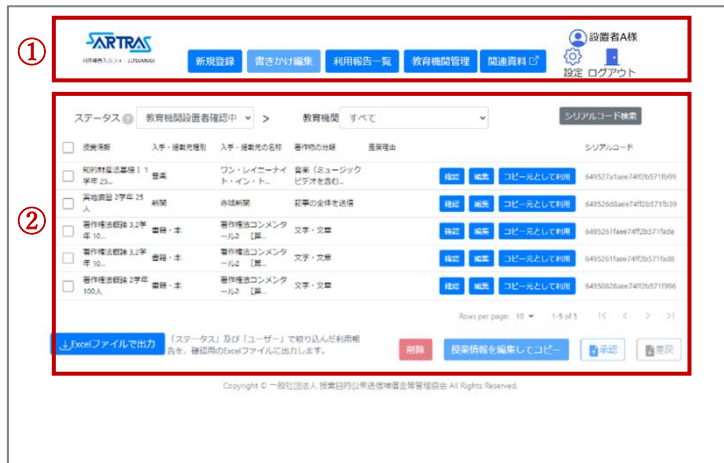 ①
SARTRAS
設置者A様
新規登録 書きかけ編集 利用報告一覧 教育機関管理 関連資料
設定 ログアウト
②
ステータス 教育機関設置者確認中 > 教育機関 すべて シリアルコード検索
授業情報 入手・掲載元種別 入手・掲載元の名称 著作物の分類 差戻理由 シリアルコード
知的財産法基礎Ⅰ 1
学年 25... 音楽 ワン・レイニーナイ
ト・イン・ト... 音楽（ミュージック
ビデオを含む... 確認 編集 コピー元として利用 649527a1aee74ff2b571fb99
実地演習 2学年 25
人 新聞 赤坂新聞 記事の全体を送信 確認 編集 コピー元として利用 649526d8aee74ff2b571fb39
著作権法概論 3,2学
年 10... 書籍・本 著作権法コンメンタ
ール2 【第... 文字・文章 確認 編集 コピー元として利用 6495261faee74ff2b571fade
著作権法概論 3,2学
年 10... 書籍・本 著作権法コンメンタ
ール2 【第... 文字・文章 確認 編集 コピー元として利用 6495261faee74ff2b571fad8
著作権法概論 2学年
100人 書籍・本 著作権法コンメンタ
ール2 【第... 文字・文章 確認 編集 コピー元として利用 64950826aee74ff2b571f996
Rows per page: 10 1-5 of 5
Excelファイルで出力 「ステータス」及び「ユーザー」で絞り込んだ利用報
告を、確認用のExcelファイルに出力します。 削除 授業情報を編集してコピー 承認 差戻
Copyright © 一般社団法人 授業目的公衆送信補償金等管理協会 All Rights Reserved.